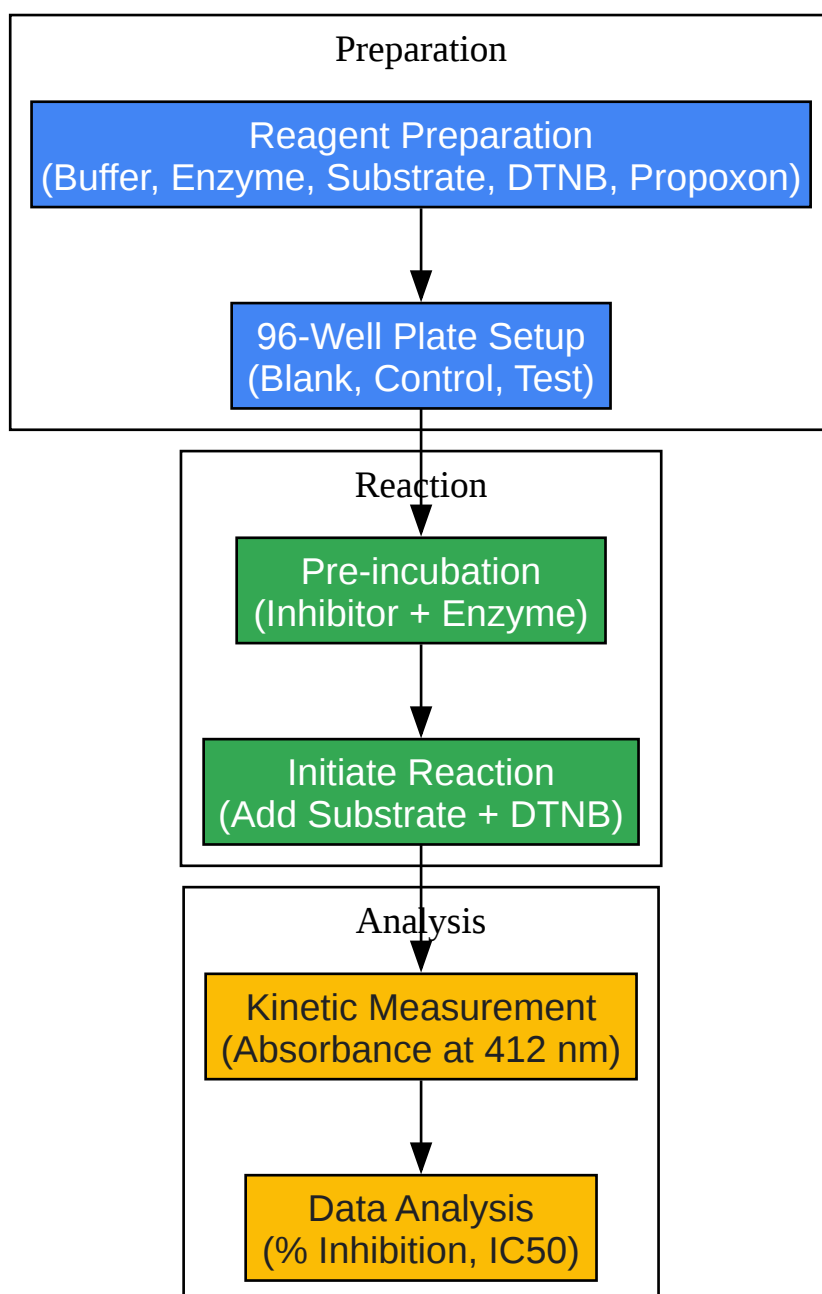 Preparation
Reagent Preparation
(Buffer, Enzyme, Substrate, DTNB, Propoxon)
96-Well Plate Setup
(Blank, Control, Test)
Reaction
Pre-incubation
(Inhibitor + Enzyme)
Initiate Reaction
(Add Substrate + DTNB)
Analysis
Kinetic Measurement
(Absorbance at 412 nm)
Data Analysis
(% Inhibition, IC50)